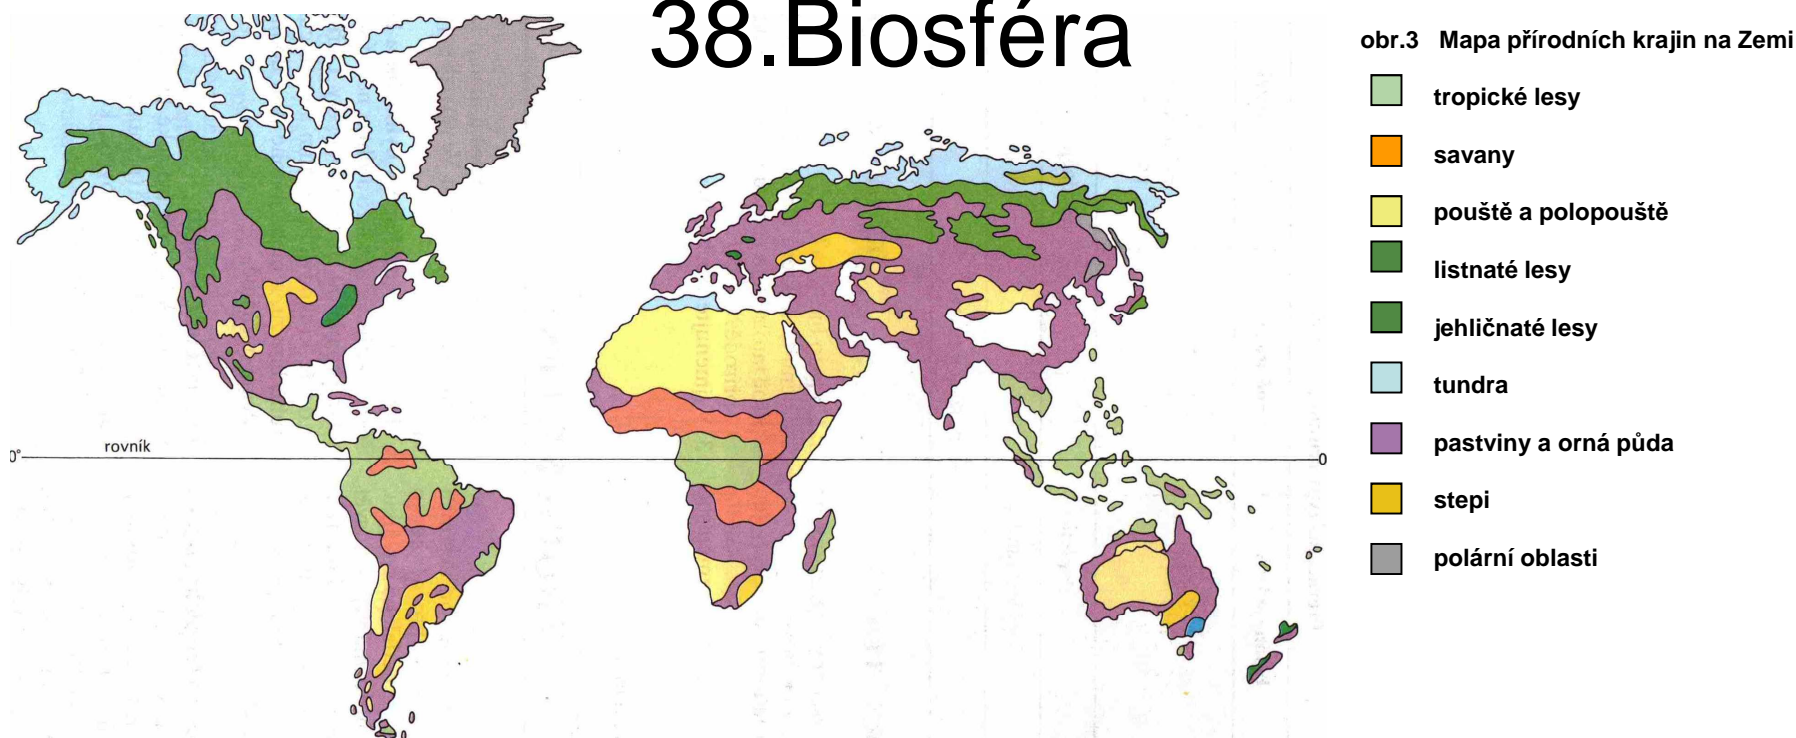 38.Biosféra
obr.3 Mapa přírodních krajin na Zemi
tropické lesy
savany
pouště a polopouště
listnaté lesy
jehličnaté lesy
tundra
pastviny a orná půda
stepi
polární oblasti
rovník
0°
0